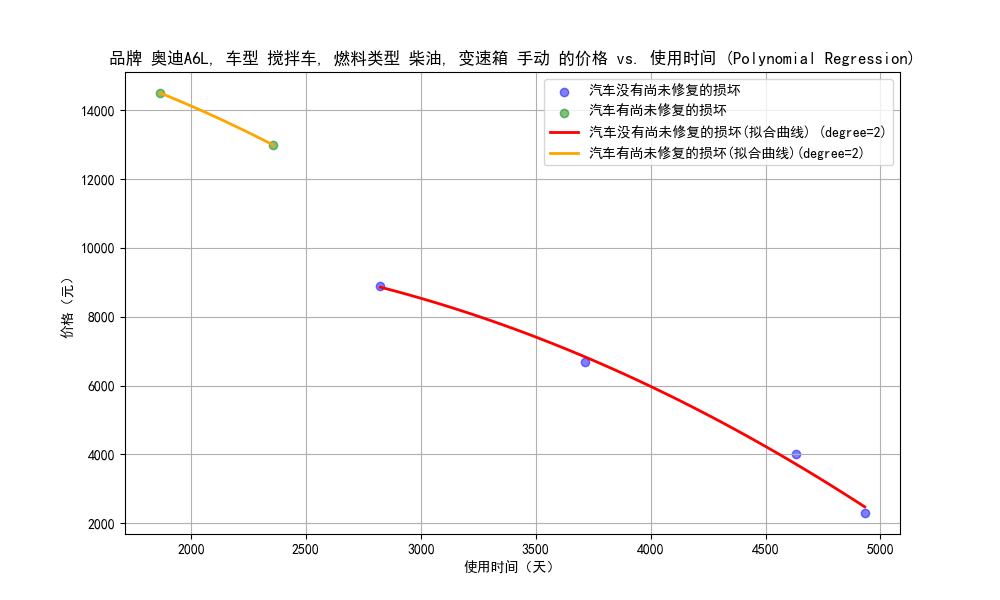 品牌 奥迪A6L, 车型 搅拌车, 燃料类型 柴油, 变速箱 手动 的价格 vs. 使用时间 (Polynomial Regression)
汽车没有尚未修复的损坏
汽车有尚未修复的损坏
汽车没有尚未修复的损坏(拟合曲线) (degree=2)
汽车有尚未修复的损坏(拟合曲线)(degree=2)
14000
12000
10000
8000
6000
4000
2000
价格（元）
2000 2500 3000 3500 4000 4500 5000
使用时间（天）